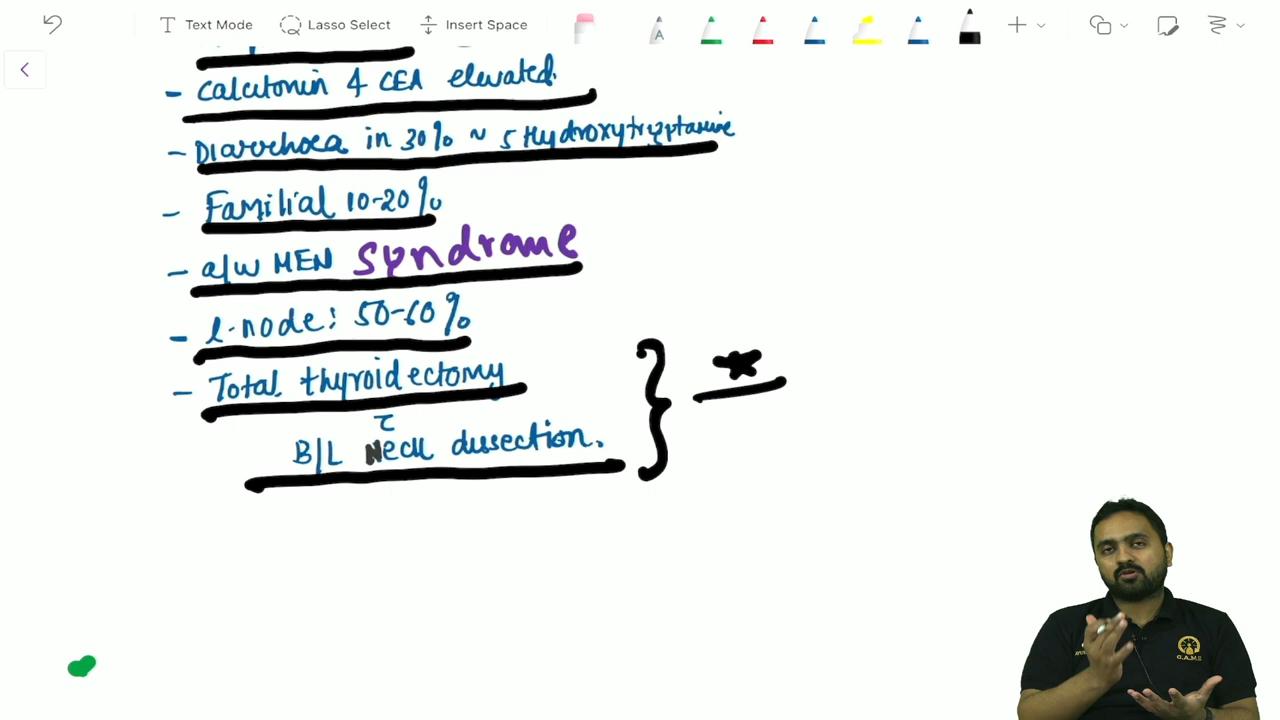 Text Mode Lasso Select Insert Space
A
- Calcitonin & CEA elevated.
- Diarrhoea in 30% ~ 5 Hydroxytryptamine
- Familial 10-20%
- a/w MEN Syndrome
- l.node: 50-60%
- Total thyroidectomy
c̄
B/L Neck dissection.
G.A.M.S